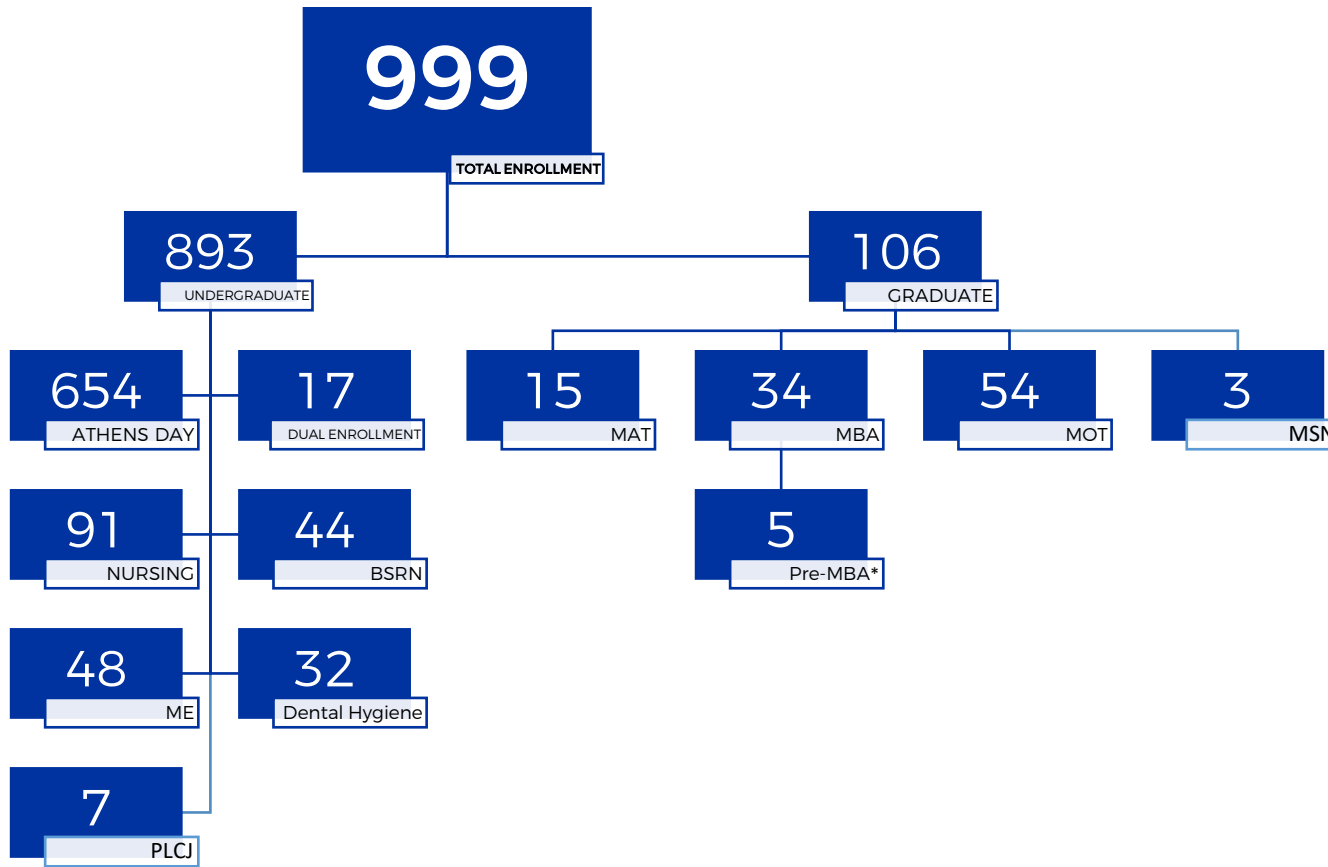 999
TOTAL ENROLLMENT
893
UNDERGRADUATE
106
GRADUATE
654
ATHENS DAY
17
DUAL ENROLLMENT
15
MAT
34
MBA
54
MOT
3
MSN
91
NURSING
44
BSRN
5
Pre-MBA*
48
ME
32
Dental Hygiene
7
PLCJ